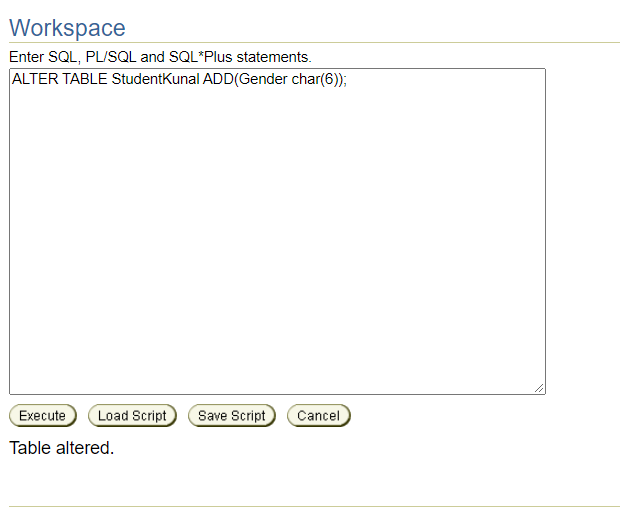 Workspace
Enter SQL, PL/SQL and SQL*Plus statements.
ALTER TABLE StudentKunal ADD(Gender char(6));
Execute Load Script Save Script Cancel
Table altered.